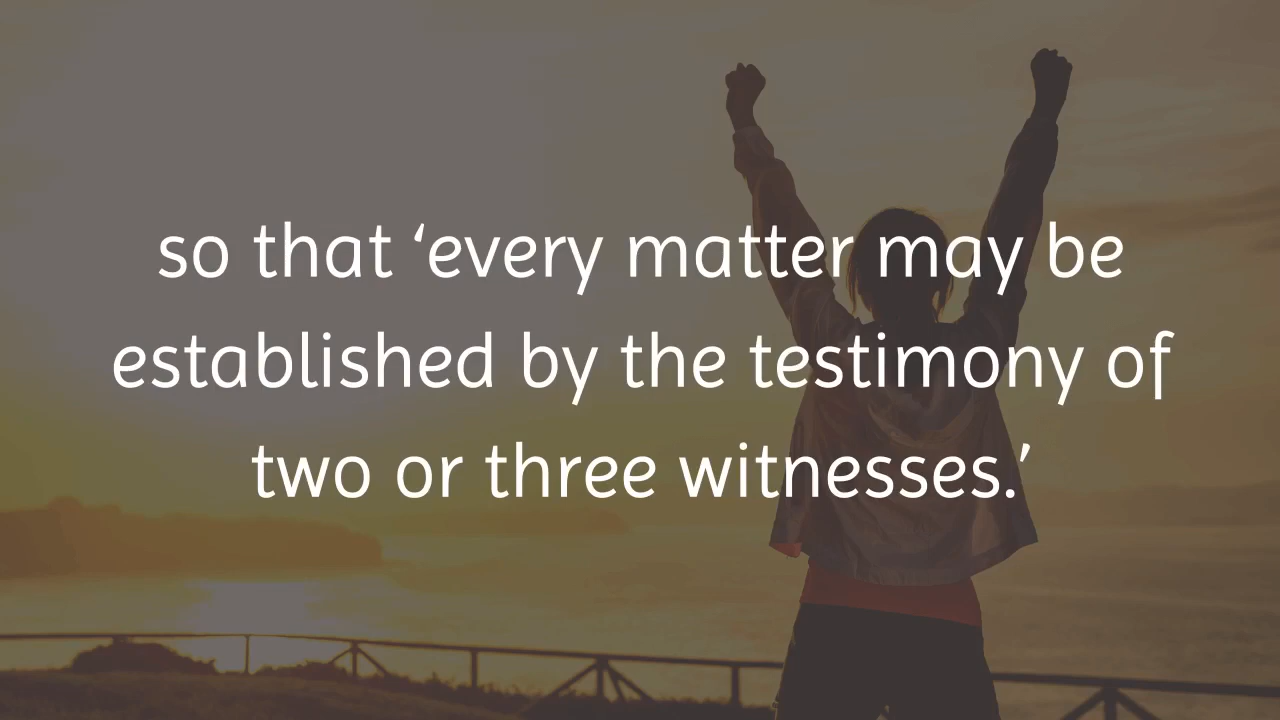 so that ‘every matter may be
established by the testimony of
two or three witnesses.’